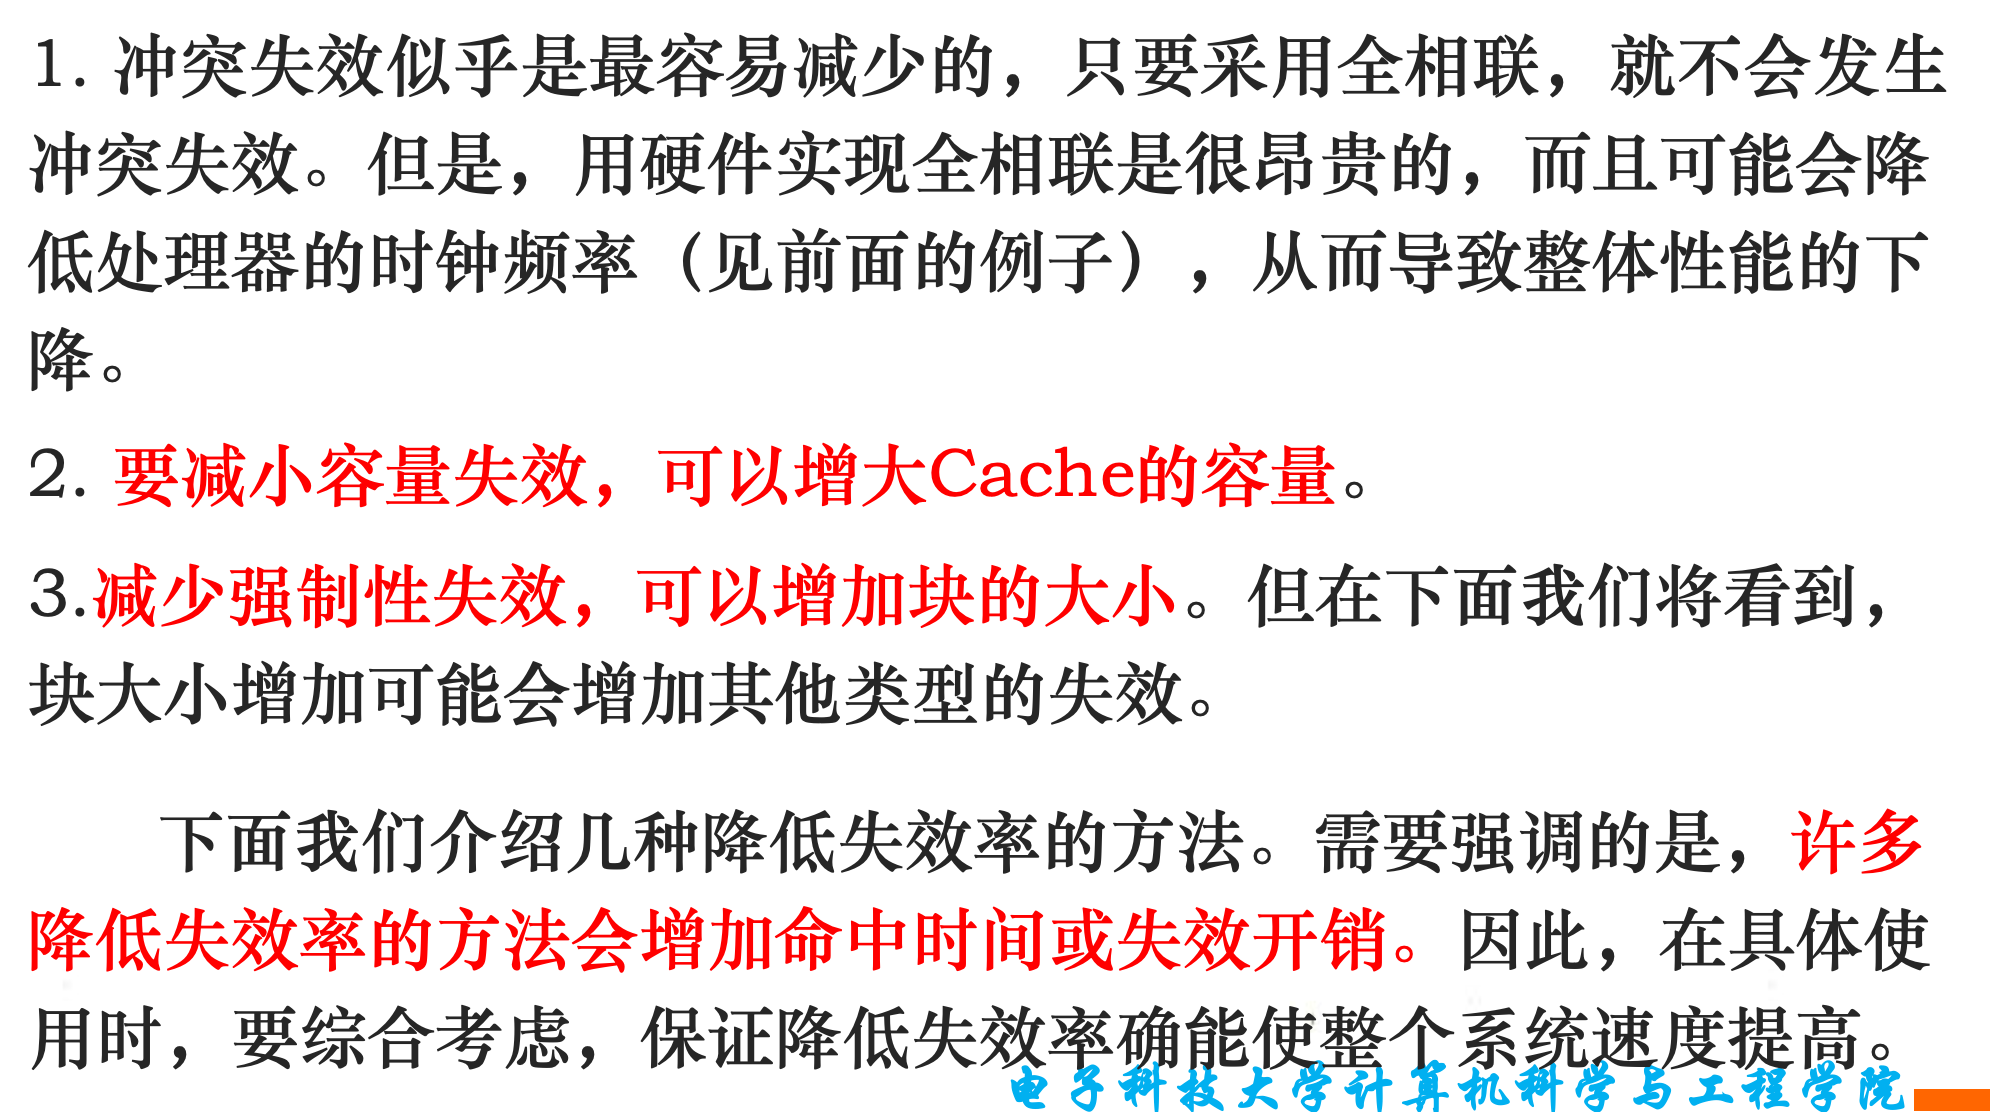 1. 冲突失效似乎是最容易减少的，只要采用全相联，就不会发生
冲突失效。但是，用硬件实现全相联是很昂贵的，而且可能会降
低处理器的时钟频率（见前面的例子），从而导致整体性能的下
降。
2. 要减小容量失效，可以增大Cache的容量。
3.减少强制性失效，可以增加块的大小。但在下面我们将看到，
块大小增加可能会增加其他类型的失效。
下面我们介绍几种降低失效率的方法。需要强调的是，许多
降低失效率的方法会增加命中时间或失效开销。因此，在具体使
用时，要综合考虑，保证降低失效率确能使整个系统速度提高。
电子科技大学计算机科学与工程学院